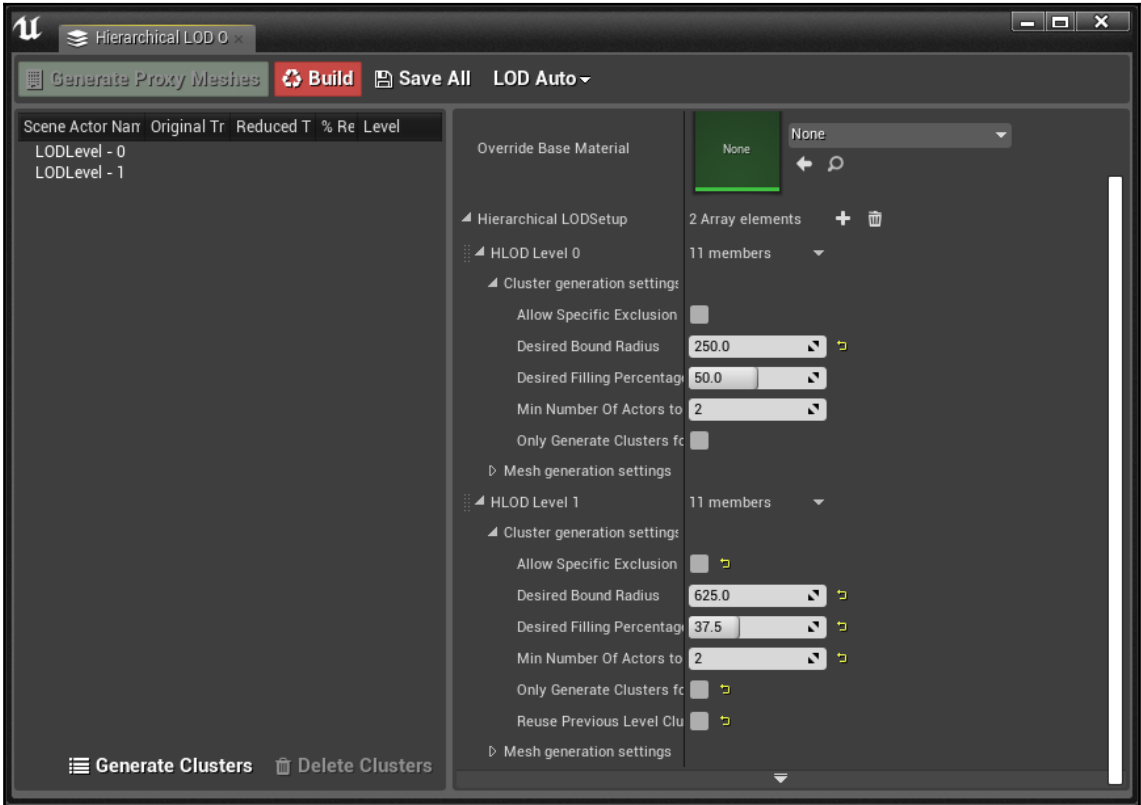 Hierarchical LOD O
Generate Proxy Meshes Build Save All LOD Auto
Scene Actor Nam Original Tr Reduced T % Re Level
LODLevel - 0
LODLevel - 1
Override Base Material None None
Hierarchical LODSetup 2 Array elements
HLOD Level 0 11 members
Cluster generation settings
Allow Specific Exclusion
Desired Bound Radius 250.0
Desired Filling Percentage 50.0
Min Number Of Actors to 2
Only Generate Clusters fo
Mesh generation settings
HLOD Level 1 11 members
Cluster generation settings
Allow Specific Exclusion
Desired Bound Radius 625.0
Desired Filling Percentage 37.5
Min Number Of Actors to 2
Only Generate Clusters fo
Reuse Previous Level Clu
Mesh generation settings
Generate Clusters Delete Clusters